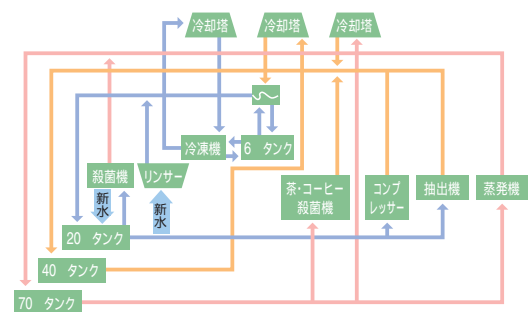 冷却塔 冷却塔 冷却塔
冷凍機 6 タンク
殺菌機 リンサー 茶・コーヒー
殺菌機 コンプ
レッサー 抽出機 蒸発機
新
水
新
水
20 タンク
40 タンク
70 タンク